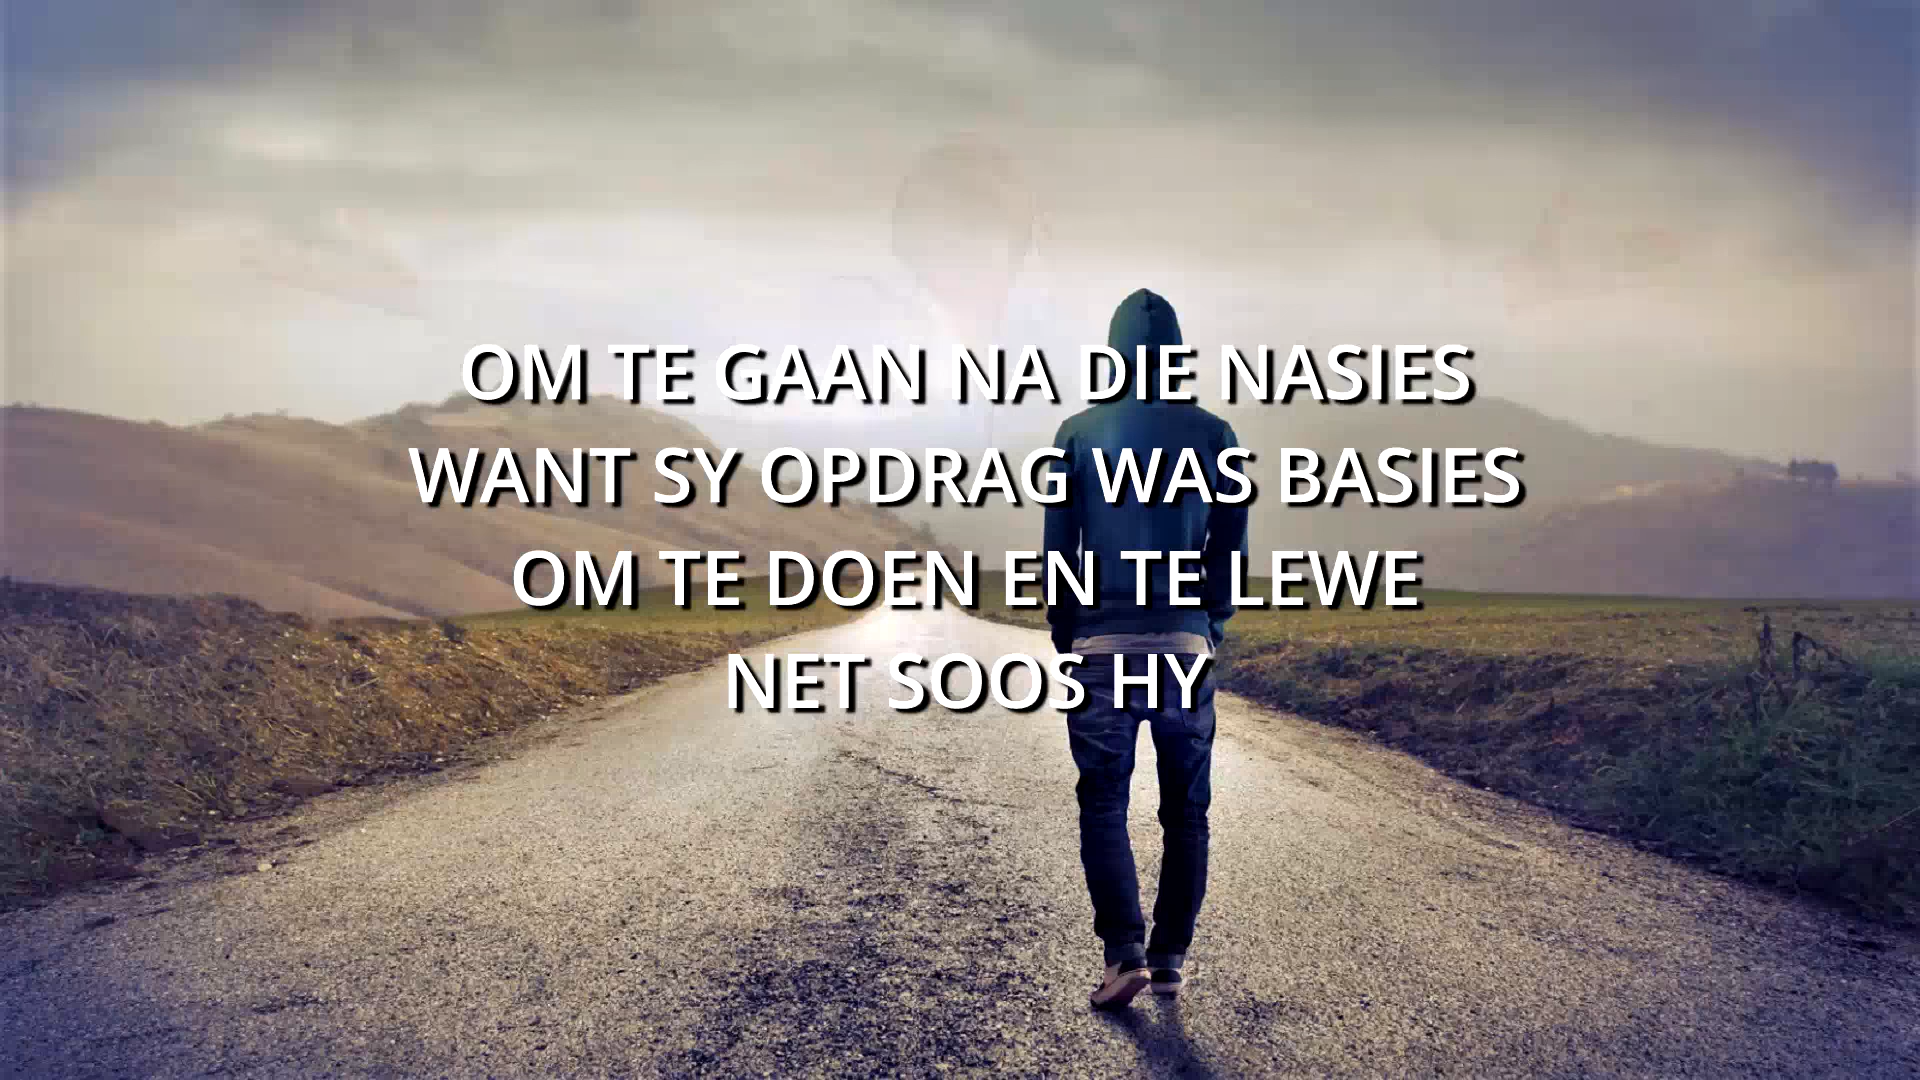 OM TE GAAN NA DIE NASIES
WANT SY OPDRAG WAS BASIES
OM TE DOEN EN TE LEWE
NET SOOS HY